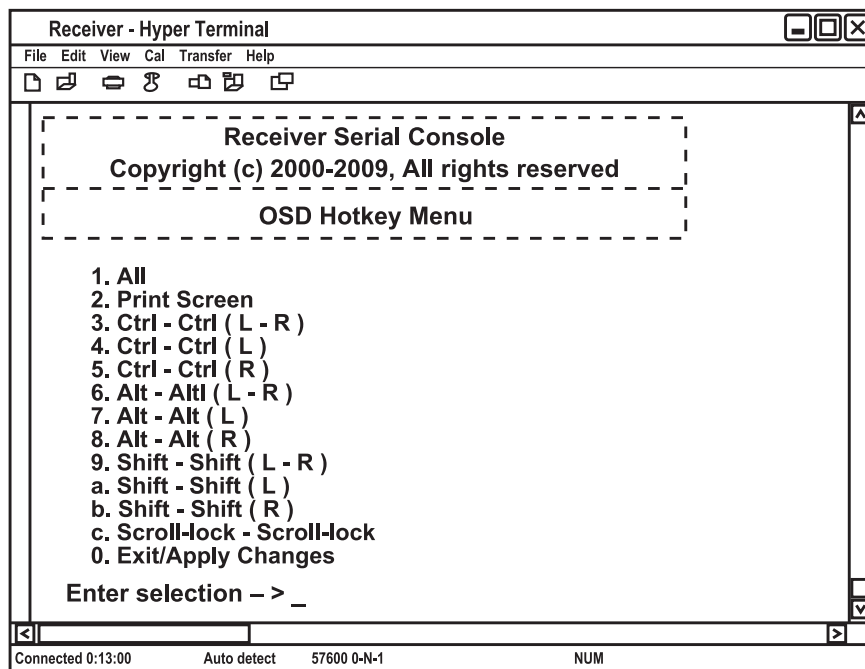 Receiver - Hyper Terminal
File Edit View Cal Transfer Help
Receiver Serial Console
Copyright (c) 2000-2009, All rights reserved
OSD Hotkey Menu
1. All
2. Print Screen
3. Ctrl - Ctrl ( L - R )
4. Ctrl - Ctrl ( L )
5. Ctrl - Ctrl ( R )
6. Alt - Altl ( L - R )
7. Alt - Alt ( L )
8. Alt - Alt ( R )
9. Shift - Shift ( L - R )
a. Shift - Shift ( L )
b. Shift - Shift ( R )
c. Scroll-lock - Scroll-lock
0. Exit/Apply Changes
Enter selection – > _
Connected 0:13:00 Auto detect 57600 0-N-1 NUM